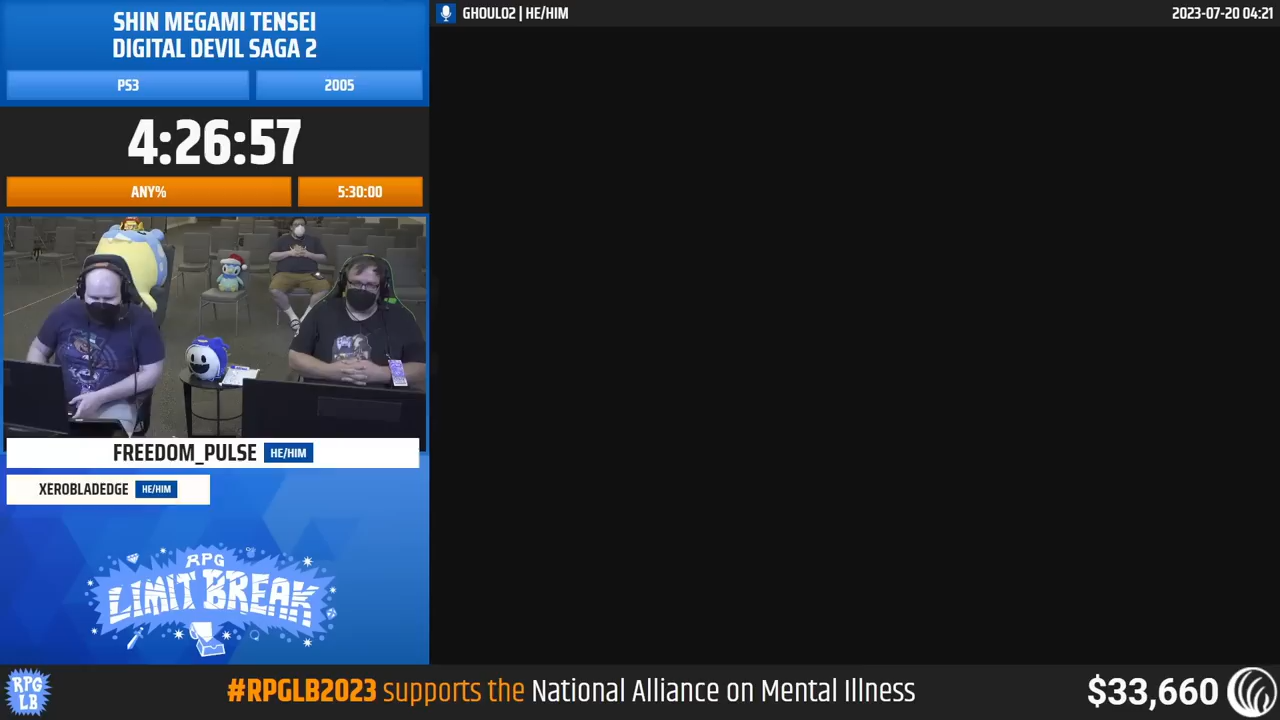 SHIN MEGAMI TENSEI
DIGITAL DEVIL SAGA 2
PS3
2005
4:26:57
ANY%
5:30:00
FREEDOM_PULSE HE/HIM
XEROBLADEDGE HE/HIM
RPG
LIMIT BREAK
GHOUL02 | HE/HIM
2023-07-20 04:21
RPG
LB
#RPGLB2023 supports the National Alliance on Mental Illness
$33,660